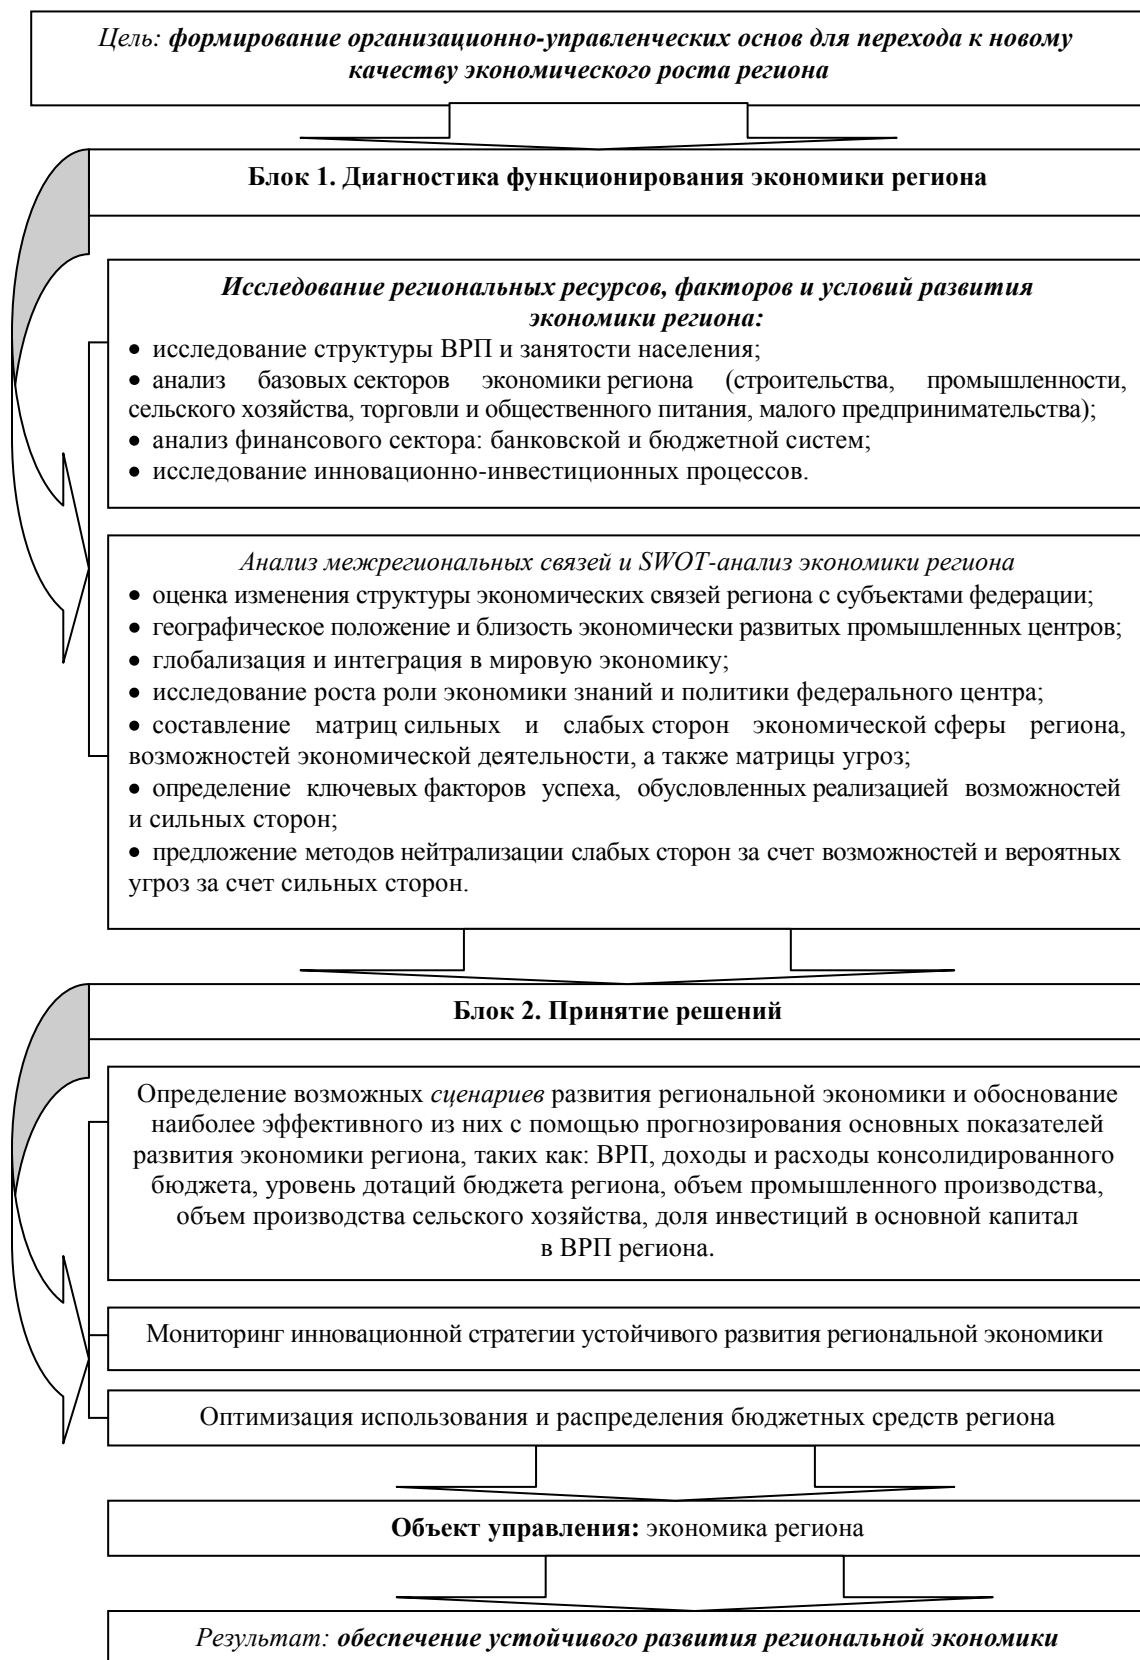 Цель: формирование организационно-управленческих основ для перехода к новому
качеству экономического роста региона
Блок 1. Диагностика функционирования экономики региона
Исследование региональных ресурсов, факторов и условий развития
экономики региона:
• исследование структуры ВРП и занятости населения;
• анализ базовых секторов экономики региона (строительства, промышленности,
сельского хозяйства, торговли и общественного питания, малого предпринимательства);
• анализ финансового сектора: банковской и бюджетной систем;
• исследование инновационно-инвестиционных процессов.
Анализ межрегиональных связей и SWOT-анализ экономики региона
• оценка изменения структуры экономических связей региона с субъектами федерации;
• географическое положение и близость экономически развитых промышленных центров;
• глобализация и интеграция в мировую экономику;
• исследование роста роли экономики знаний и политики федерального центра;
• составление матриц сильных и слабых сторон экономической сферы региона,
возможностей экономической деятельности, а также матрицы угроз;
• определение ключевых факторов успеха, обусловленных реализацией возможностей
и сильных сторон;
• предложение методов нейтрализации слабых сторон за счет возможностей и вероятных
угроз за счет сильных сторон.
Блок 2. Принятие решений
Определение возможных сценариев развития региональной экономики и обоснование
наиболее эффективного из них с помощью прогнозирования основных показателей
развития экономики региона, таких как: ВРП, доходы и расходы консолидированного
бюджета, уровень дотаций бюджета региона, объем промышленного производства,
объем производства сельского хозяйства, доля инвестиций в основной капитал
в ВРП региона.
Мониторинг инновационной стратегии устойчивого развития региональной экономики
Оптимизация использования и распределения бюджетных средств региона
Объект управления: экономика региона
Результат: обеспечение устойчивого развития региональной экономики